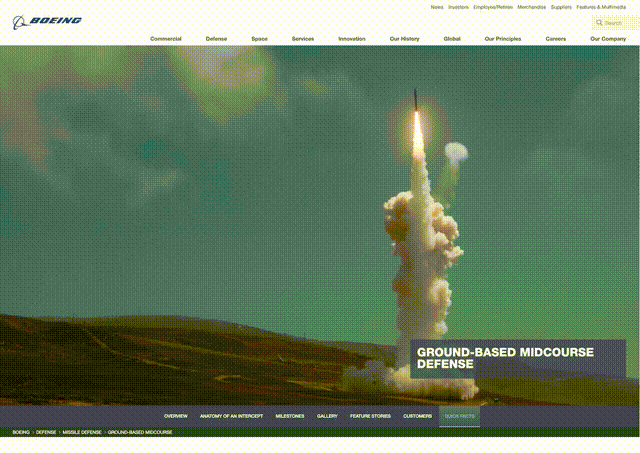 News Investors Employee/Retiree Merchandise Suppliers Features & Multimedia
BOEING
Search
Commercial Defense Space Services Innovation Our History Global Our Principles Careers Our Company
GROUND-BASED MIDCOURSE
DEFENSE
OVERVIEW ANATOMY OF AN INTERCEPT MILESTONES GALLERY FEATURE STORIES CUSTOMERS QUICK FACTS
BOEING > DEFENSE > MISSILE DEFENSE > GROUND-BASED MIDCOURSE